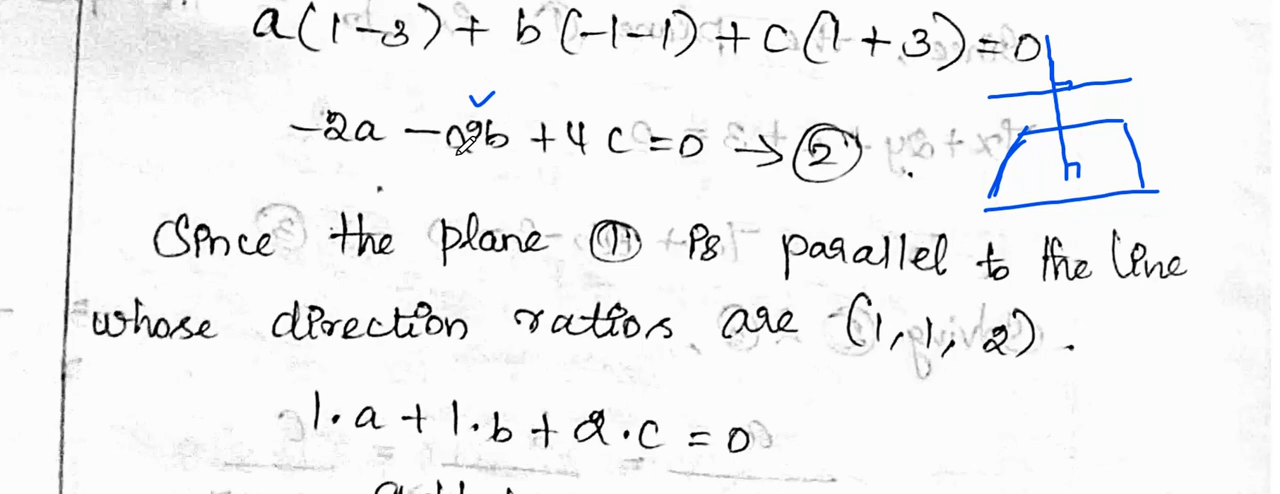 a(1-3) + b(-1-1) + c(1+3) = 0
-2a - 2b + 4c = 0 → ②
Since the plane ① is parallel to the line
whose direction ratios are (1, 1, 2).
1·a + 1·b + 2·c = 0